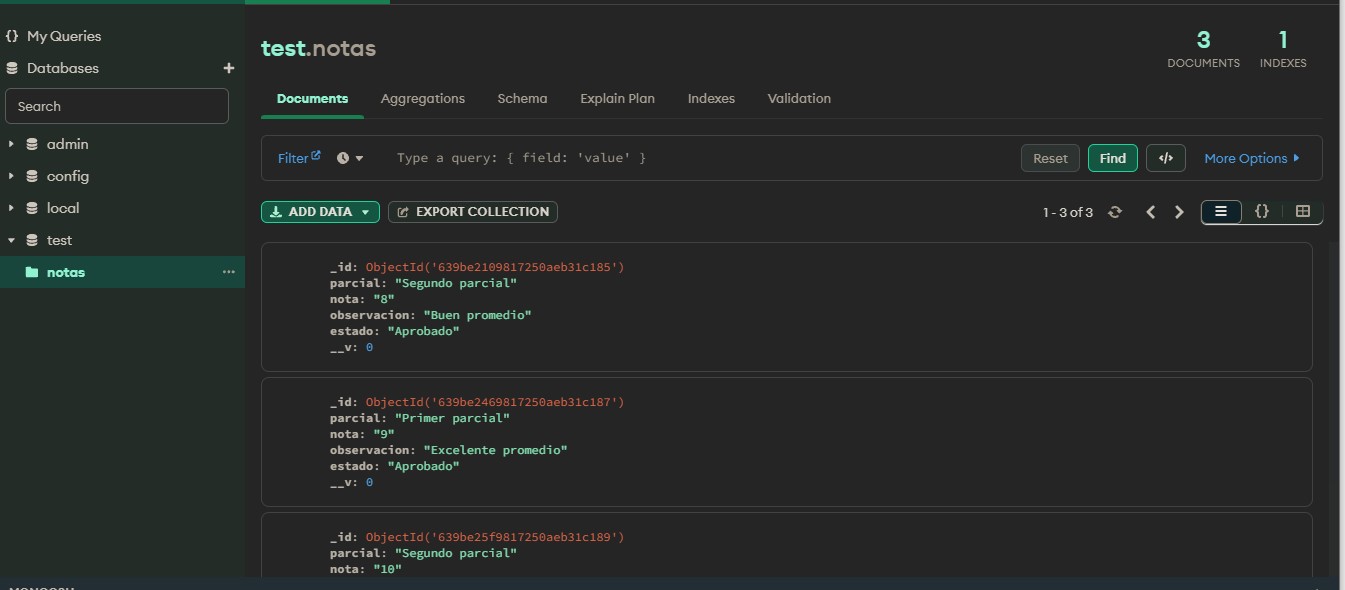 {} My Queries
Databases +
Search
admin
config
local
test
notas ...
test.notas
3 DOCUMENTS
1 INDEXES
Documents Aggregations Schema Explain Plan Indexes Validation
Filter Type a query: { field: 'value' } Reset Find </> More Options
ADD DATA EXPORT COLLECTION 1 - 3 of 3 {}
_id: ObjectId('639be2109817250aeb31c185')
parcial: "Segundo parcial"
nota: "8"
observacion: "Buen promedio"
estado: "Aprobado"
__v: 0
_id: ObjectId('639be2469817250aeb31c187')
parcial: "Primer parcial"
nota: "9"
observacion: "Excelente promedio"
estado: "Aprobado"
__v: 0
_id: ObjectId('639be25f9817250aeb31c189')
parcial: "Segundo parcial"
nota: "10"